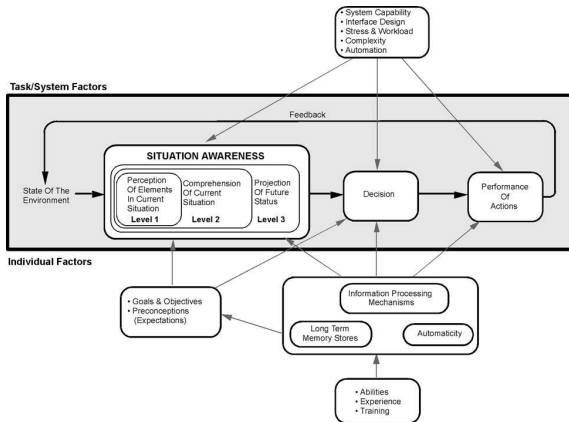 • System Capability
• Interface Design
• Stress & Workload
• Complexity
• Automation
Task/System Factors
Feedback
SITUATION AWARENESS
State Of The
Environment
Perception
Of Elements
In Current
Situation
Level 1
Comprehension
Of Current
Situation
Level 2
Projection
Of Future
Status
Level 3
Decision
Performance
Of
Actions
Individual Factors
• Goals & Objectives
• Preconceptions
(Expectations)
Information Processing
Mechanisms
Long Term
Memory Stores
Automaticity
• Abilities
• Experience
• Training